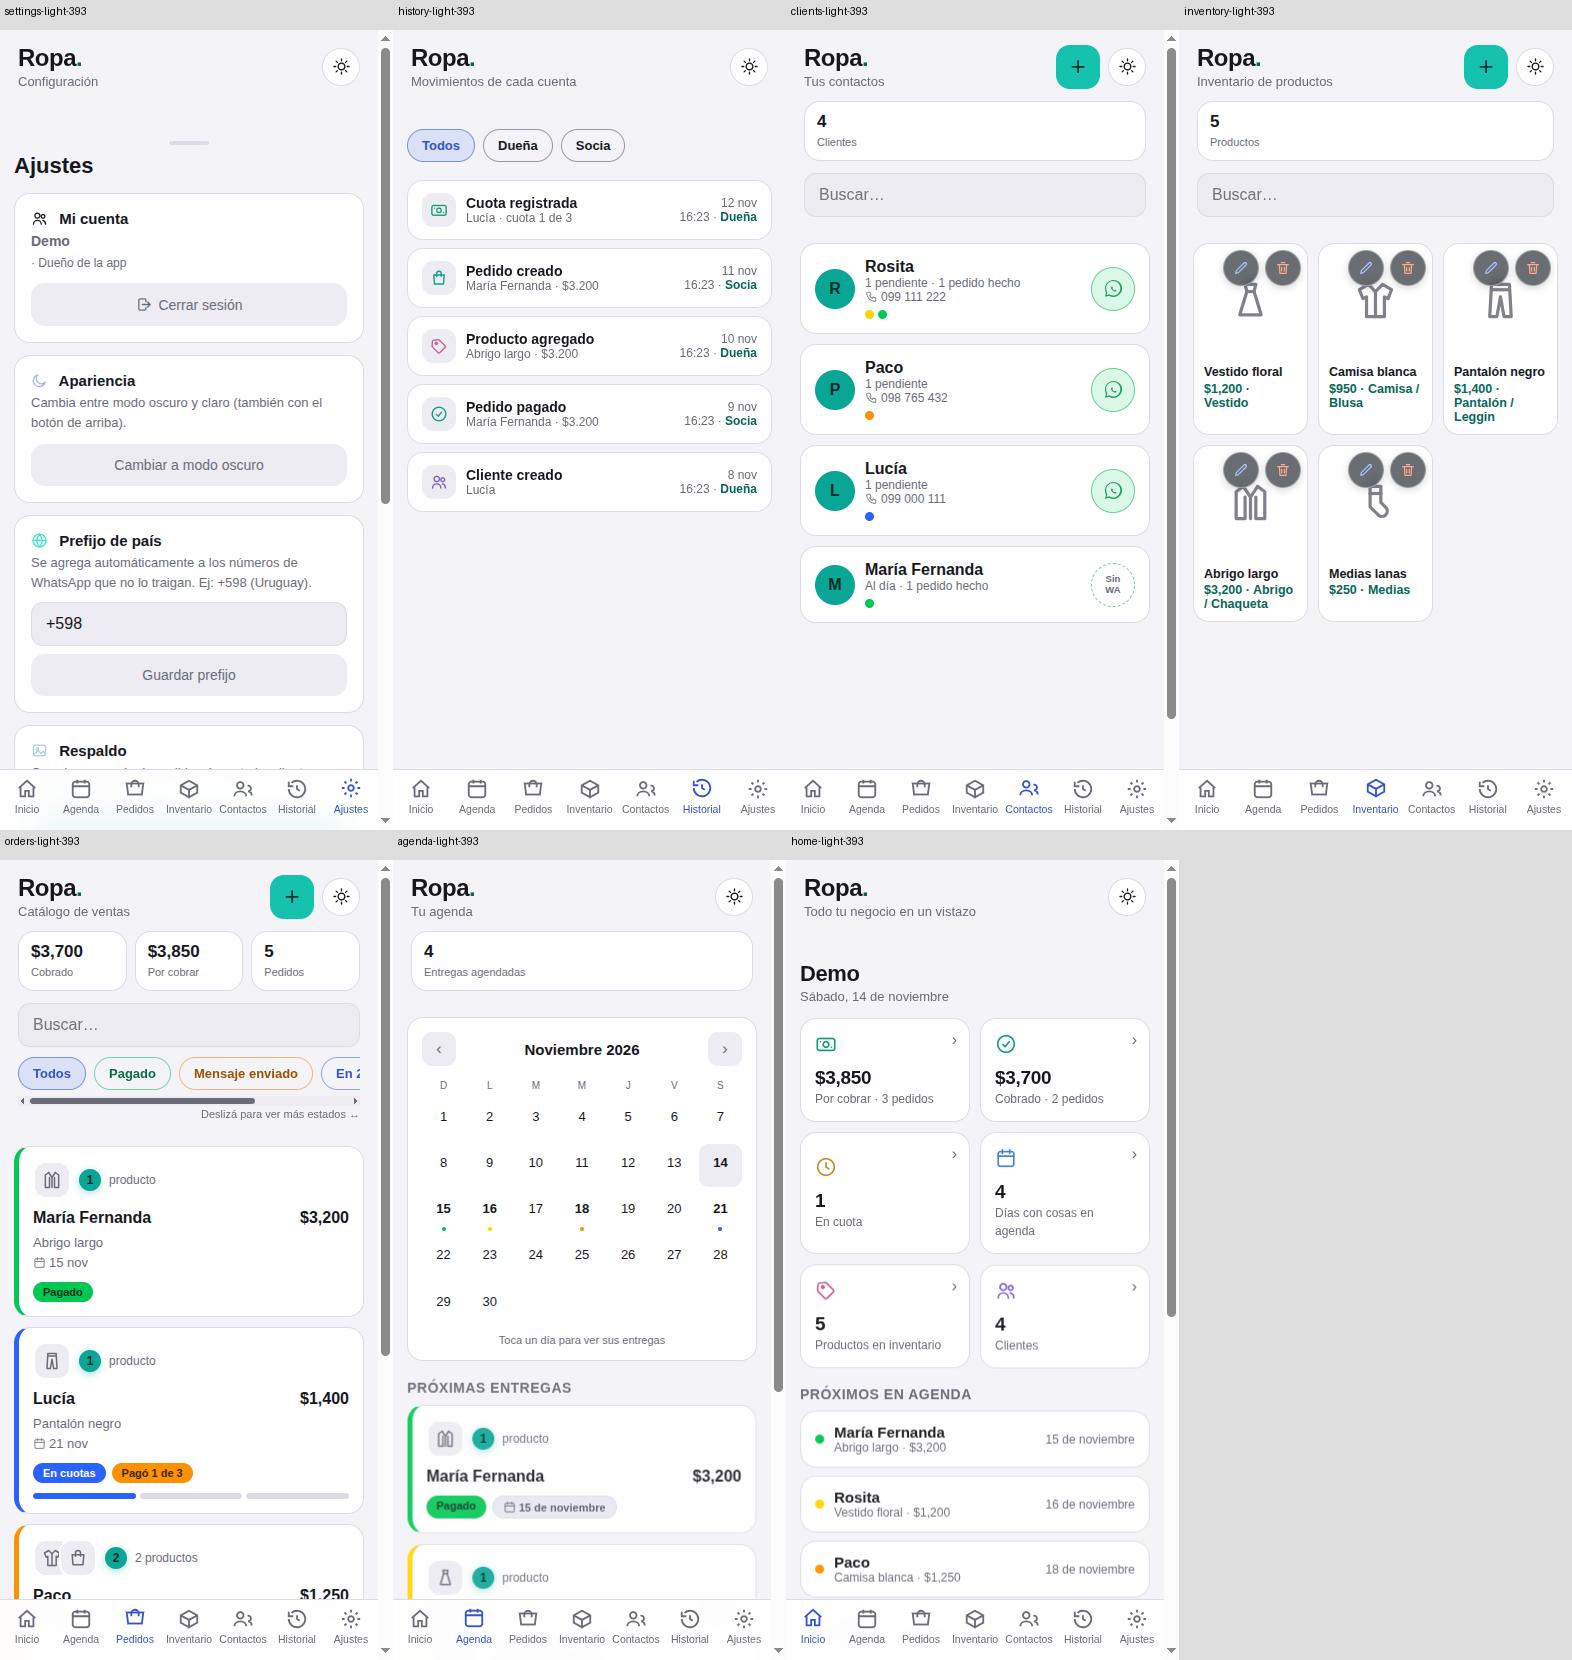 settings-light-393
Ropa.
Configuración
Ajustes
Mi cuenta
Demo
· Dueño de la app
Cerrar sesión
Apariencia
Cambia entre modo oscuro y claro (también con el
botón de arriba).
Cambiar a modo oscuro
Prefijo de país
Se agrega automáticamente a los números de
WhatsApp que no lo traigan. Ej: +598 (Uruguay).
+598
Guardar prefijo
Respaldo
Inicio Agenda Pedidos Inventario Contactos Historial Ajustes
history-light-393
Ropa.
Movimientos de cada cuenta
Todos Dueña Socia
Cuota registrada 12 nov
Lucía · cuota 1 de 3 16:23 · Dueña
Pedido creado 11 nov
María Fernanda · $3.200 16:23 · Socia
Producto agregado 10 nov
Abrigo largo · $3.200 16:23 · Dueña
Pedido pagado 9 nov
María Fernanda · $3.200 16:23 · Socia
Cliente creado 8 nov
Lucía 16:23 · Dueña
Inicio Agenda Pedidos Inventario Contactos Historial Ajustes
clients-light-393
Ropa.
Tus contactos
+
4
Clientes
Buscar…
R
Rosita
1 pendiente · 1 pedido hecho
099 111 222
P
Paco
1 pendiente
098 765 432
L
Lucía
1 pendiente
099 000 111
M
María Fernanda
Al día · 1 pedido hecho
Sin
WA
Inicio Agenda Pedidos Inventario Contactos Historial Ajustes
inventory-light-393
Ropa.
Inventario de productos
+
5
Productos
Buscar…
Vestido floral
$1,200 ·
Vestido
Camisa blanca
$950 · Camisa /
Blusa
Pantalón negro
$1,400 ·
Pantalón /
Leggin
Abrigo largo
$3,200 · Abrigo
/ Chaqueta
Medias lanas
$250 · Medias
Inicio Agenda Pedidos Inventario Contactos Historial Ajustes
orders-light-393
Ropa.
Catálogo de ventas
+
$3,700
Cobrado
$3,850
Por cobrar
5
Pedidos
Buscar…
Todos Pagado Mensaje enviado En 2
Deslizá para ver más estados ↔
1 producto
María Fernanda $3,200
Abrigo largo
15 nov
Pagado
1 producto
Lucía $1,400
Pantalón negro
21 nov
En cuotas Pagó 1 de 3
2 2 productos
Paco $1,250
Inicio Agenda Pedidos Inventario Contactos Historial Ajustes
agenda-light-393
Ropa.
Tu agenda
4
Entregas agendadas
‹ Noviembre 2026 ›
D L M M J V S
1 2 3 4 5 6 7
8 9 10 11 12 13 14
15 16 17 18 19 20 21
22 23 24 25 26 27 28
29 30
Toca un día para ver sus entregas
PRÓXIMAS ENTREGAS
1 producto
María Fernanda $3,200
Pagado 15 de noviembre
1 producto
Inicio Agenda Pedidos Inventario Contactos Historial Ajustes
home-light-393
Ropa.
Todo tu negocio en un vistazo
Demo
Sábado, 14 de noviembre
›
$3,850
Por cobrar · 3 pedidos
›
$3,700
Cobrado · 2 pedidos
›
1
En cuota
›
4
Días con cosas en
agenda
›
5
Productos en inventario
›
4
Clientes
PRÓXIMOS EN AGENDA
María Fernanda 15 de noviembre
Abrigo largo · $3,200
Rosita 16 de noviembre
Vestido floral · $1,200
Paco 18 de noviembre
Camisa blanca · $1,250
Inicio Agenda Pedidos Inventario Contactos Historial Ajustes